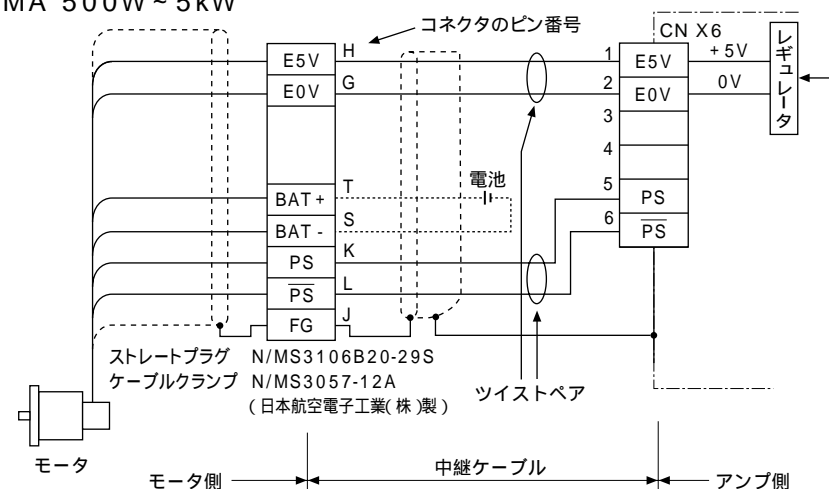 MA 500W~5kW
コネクタのピン番号
CN X6
E5V
H
1
E5V
+5V
レギュレータ
E0V
G
2
E0V
0V
3
4
BAT+
T
電池
5
PS
BAT-
S
6
PS
PS
K
PS
L
FG
J
ストレートプラグ N/MS3106B20-29S
ケーブルクランプ N/MS3057-12A
(日本航空電子工業(株)製)
ツイストペア
モータ
モータ側
中継ケーブル
アンプ側